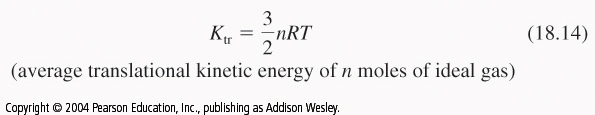 K_tr = 3/2 nRT (18.14)
(average translational kinetic energy of n moles of ideal gas)
Copyright © 2004 Pearson Education, Inc., publishing as Addison Wesley.